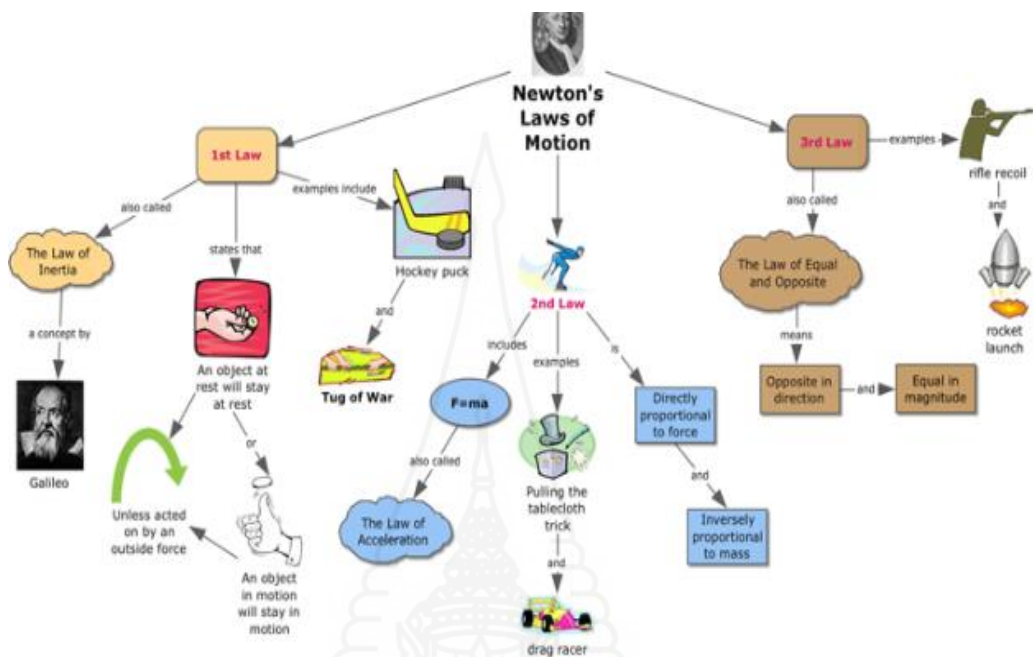 Newton's
Laws of
Motion
1st Law
also called
The Law of
Inertia
a concept by
Galileo
states that
An object at
rest will stay
at rest
or
An object
in motion
will stay in
motion
Unless acted
on by an
outside force
examples include
Hockey puck
and
Tug of War
2nd Law
includes
F=ma
also called
The Law of
Acceleration
examples
Pulling the
tablecloth
trick
and
drag racer
is
Directly
proportional
to force
and
Inversely
proportional
to mass
3rd Law
also called
The Law of Equal
and Opposite
means
Opposite in
direction
and
Equal in
magnitude
examples
rifle recoil
and
rocket
launch